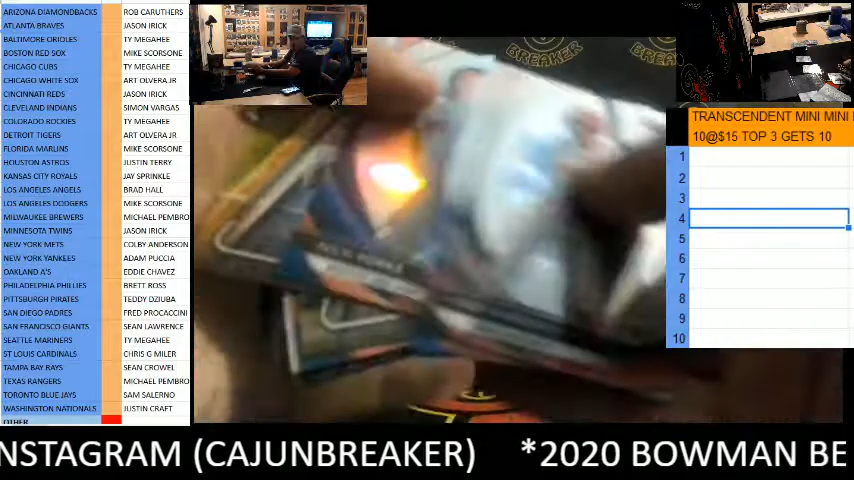 ARIZONA DIAMONDBACKS ROB CARUTHERS
ATLANTA BRAVES JASON IRICK
BALTIMORE ORIOLES TY MEGAHEE
BOSTON RED SOX MIKE SCORSONE
CHICAGO CUBS TY MEGAHEE
CHICAGO WHITE SOX ART OLVERA JR
CINCINNATI REDS JASON IRICK
CLEVELAND INDIANS SIMON VARGAS
COLORADO ROCKIES TY MEGAHEE
DETROIT TIGERS ART OLVERA JR
FLORIDA MARLINS MIKE SCORSONE
HOUSTON ASTROS JUSTIN TERRY
KANSAS CITY ROYALS JAY SPRINKLE
LOS ANGELES ANGELS BRAD HALL
LOS ANGELES DODGERS MIKE SCORSONE
MILWAUKEE BREWERS MICHAEL PEMBRO
MINNESOTA TWINS JASON IRICK
NEW YORK METS COLBY ANDERSON
NEW YORK YANKEES ADAM PUCCIA
OAKLAND A'S EDDIE CHAVEZ
PHILADELPHIA PHILLIES BRETT ROSS
PITTSBURGH PIRATES TEDDY DZIUBA
SAN DIEGO PADRES FRED PROCACCINI
SAN FRANCISCO GIANTS SEAN LAWRENCE
SEATTLE MARINERS TY MEGAHEE
ST LOUIS CARDINALS CHRIS G MILER
TAMPA BAY RAYS SEAN CROWEL
TEXAS RANGERS MICHAEL PEMBRO
TORONTO BLUE JAYS SAM SALERNO
WASHINGTON NATIONALS JUSTIN CRAFT
OTHER
BREAKER
TRANSCENDENT MINI MINI
10@$15 TOP 3 GETS 10
1
2
3
4
5
6
7
8
9
10
NSTAGRAM (CAJUNBREAKER) *2020 BOWMAN BE